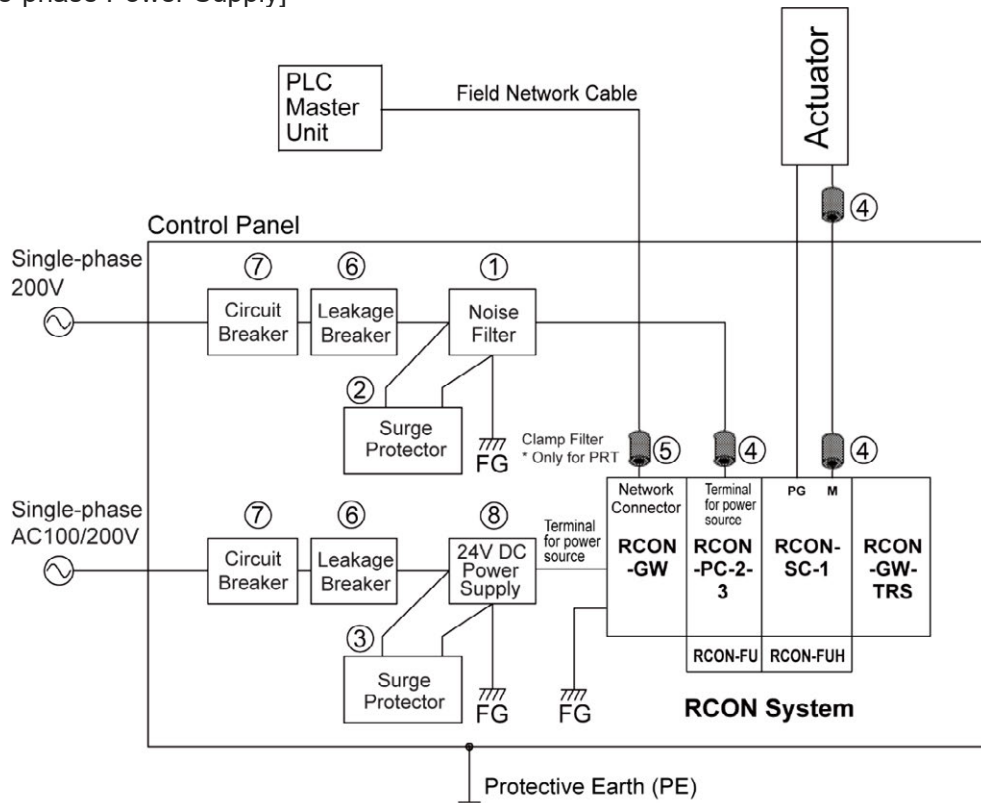 e-phase Power Supply]
PLC
Master
Unit
Field Network Cable
Actuator
④
Control Panel
Single-phase
200V
⑦
⑥
①
Circuit
Breaker
Leakage
Breaker
Noise
Filter
②
Surge
Protector
FG
Clamp Filter
* Only for PRT
⑤
④
④
Single-phase
AC100/200V
⑦
⑥
⑧
Circuit
Breaker
Leakage
Breaker
24V DC
Power
Supply
Terminal
for power
source
Network
Connector
RCON
-GW
Terminal
for power
source
RCON
-PC-2-
3
PG M
RCON-
SC-1
RCON
-GW-
TRS
RCON-FU
RCON-FUH
③
Surge
Protector
FG
FG
RCON System
Protective Earth (PE)